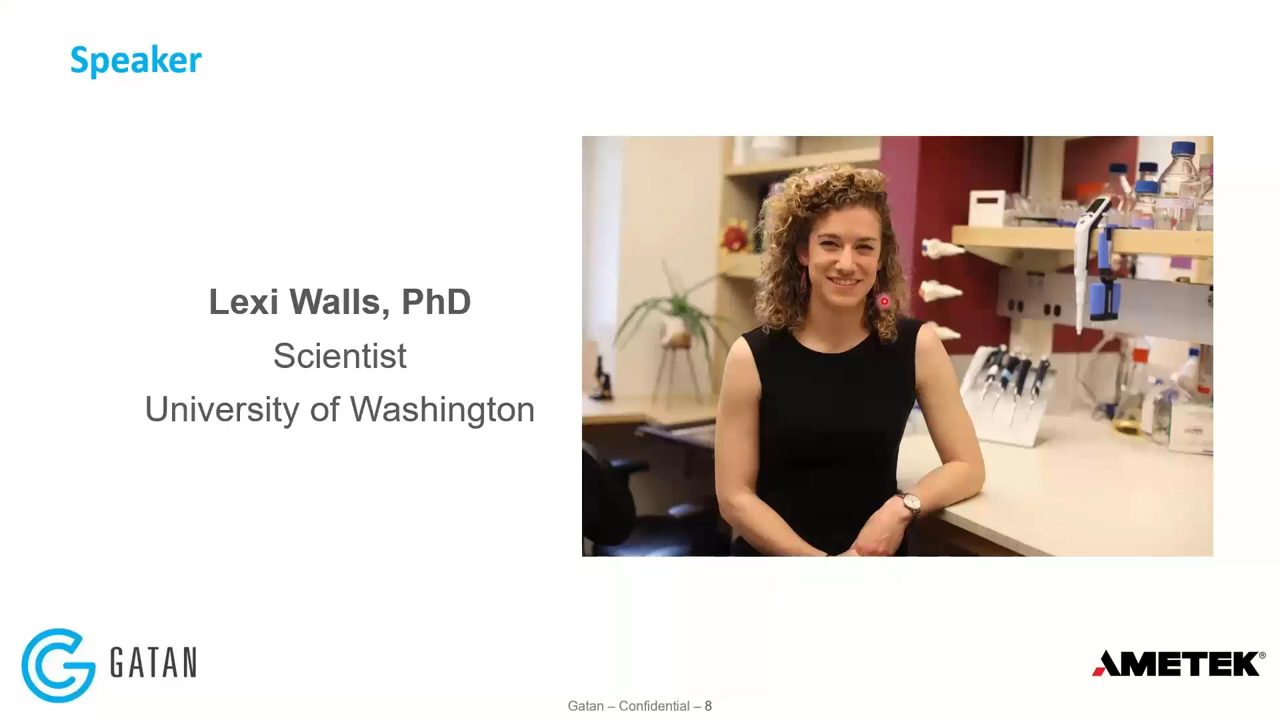 Speaker
Lexi Walls, PhD
Scientist
University of Washington
GATAN
AMETEK®
Gatan – Confidential – 8